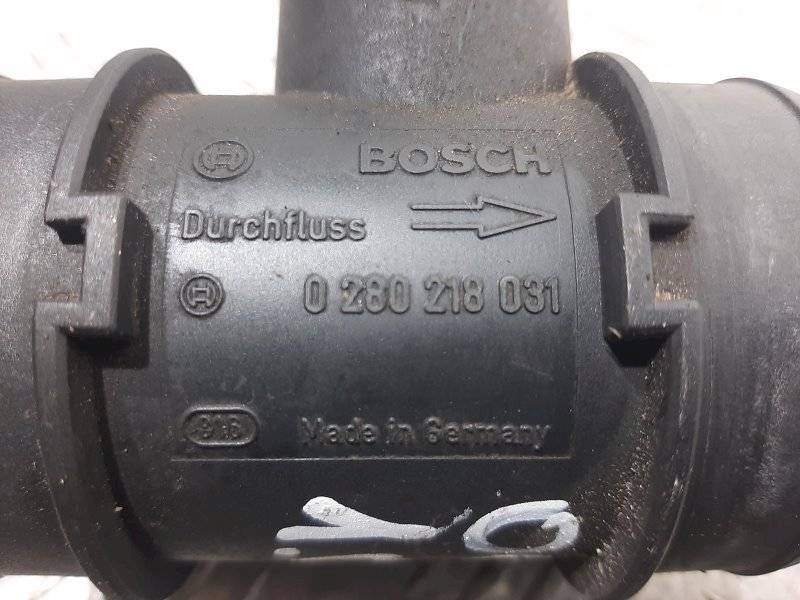 BOSCH
Durchfluss
0 280 218 031
Made in Germany